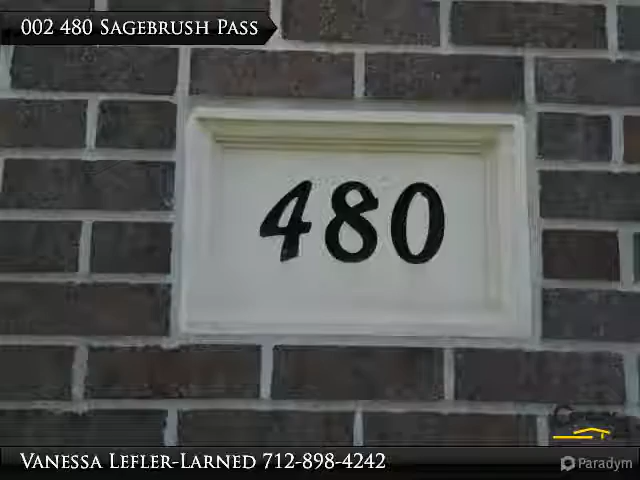 002 480 Sagebrush Pass
480
Vanessa Lefler-Larned 712-898-4242
Paradym